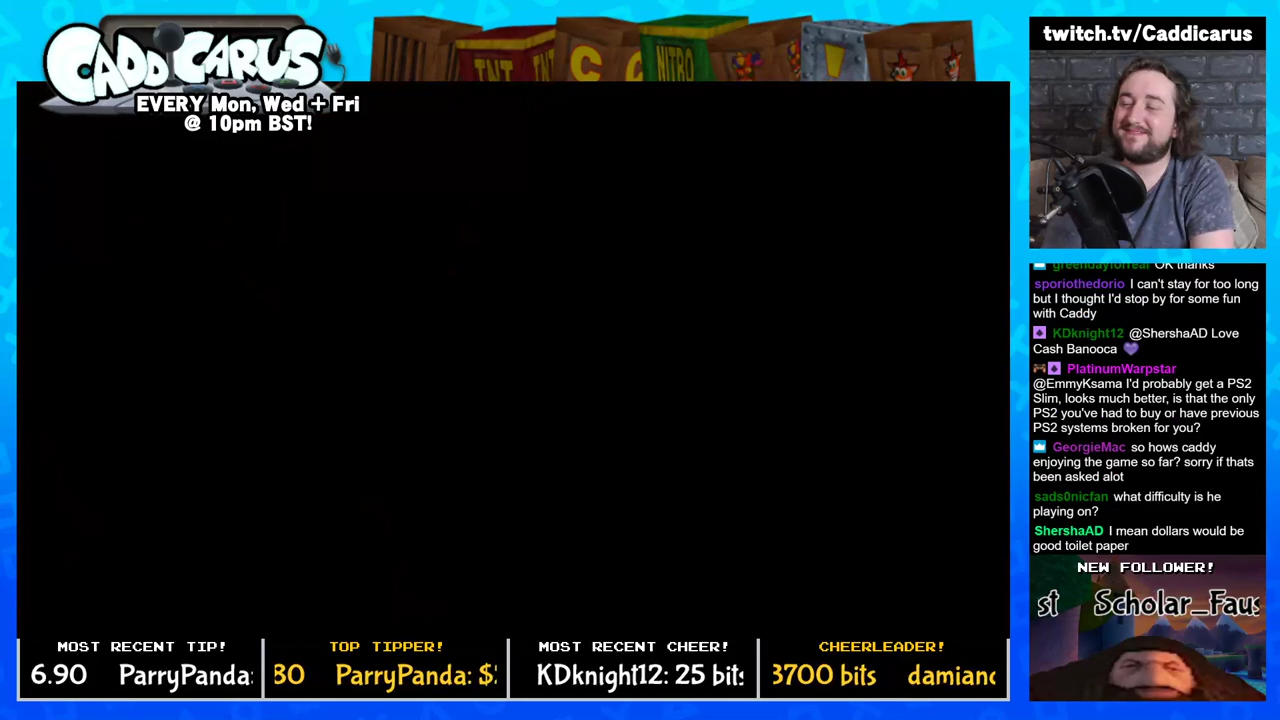 CADDICARUS
EVERY Mon, Wed + Fri
@ 10pm BST!
TNT
TNT
C
C
NITRO
twitch.tv/Caddicarus
greendayforreal OK thanks
sporiothedorio I can't stay for too long
but I thought I'd stop by for some fun
with Caddy
KDknight12 @ShershaAD Love
Cash Banooca
PlatinumWarpstar
@EmmyKsama I'd probably get a PS2
Slim, looks much better, is that the only
PS2 you've had to buy or have previous
PS2 systems broken for you?
GeorgieMac so hows caddy
enjoying the game so far? sorry if thats
been asked alot
sads0nicfan what difficulty is he
playing on?
ShershaAD I mean dollars would be
good toilet paper
NEW FOLLOWER!
st Scholar_Faus
MOST RECENT TIP!
6.90 ParryPanda:
TOP TIPPER!
80 ParryPanda: $
MOST RECENT CHEER!
KDknight12: 25 bits
CHEERLEADER!
3700 bits damian